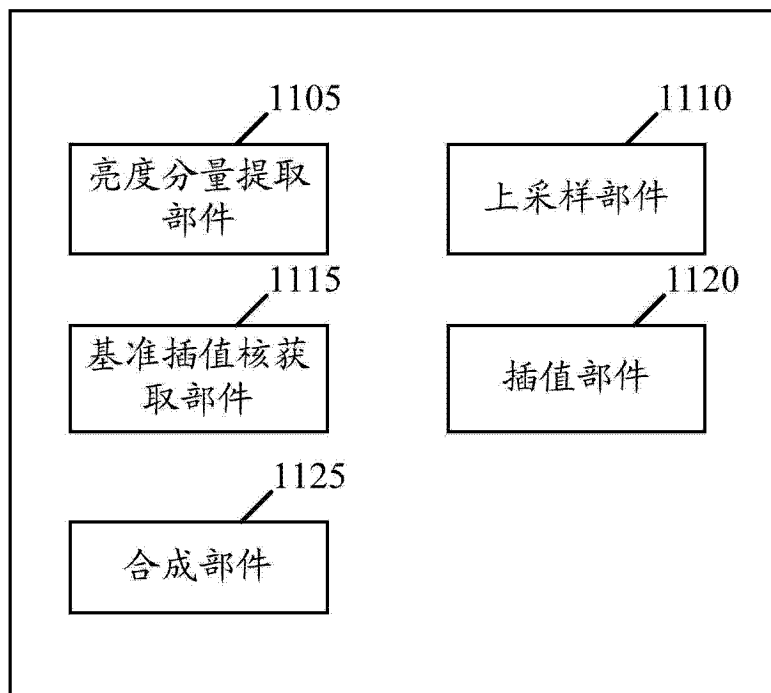 1105
亮度分量提取
部件
1110
上采样部件
1115
基准插值核获
取部件
1120
插值部件
1125
合成部件